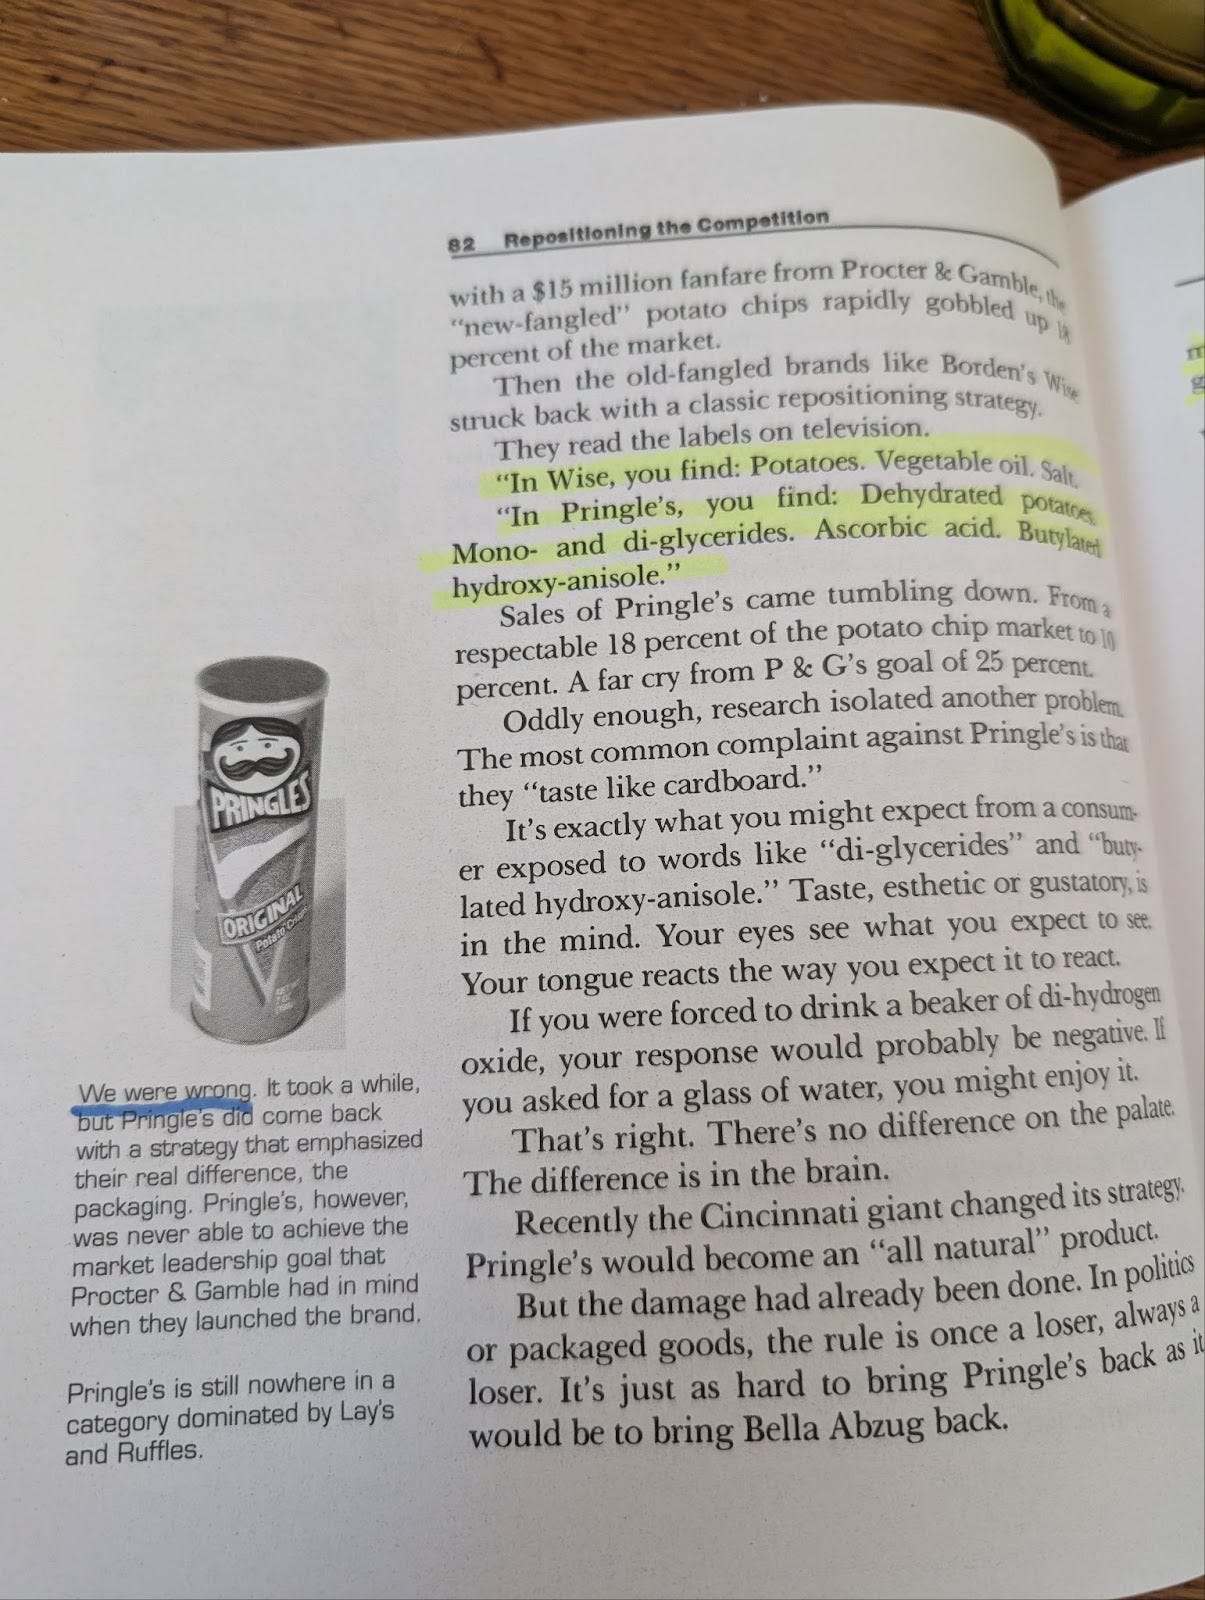 82 Repositioning the Competition
with a $15 million fanfare from Procter & Gamble, the
"new-fangled" potato chips rapidly gobbled up 18
percent of the market.
Then the old-fangled brands like Borden's Wise
struck back with a classic repositioning strategy.
They read the labels on television.
"In Wise, you find: Potatoes. Vegetable oil. Salt.
"In Pringle's, you find: Dehydrated potatoes.
Mono- and di-glycerides. Ascorbic acid. Butylated
hydroxy-anisole."
Sales of Pringle's came tumbling down. From a
respectable 18 percent of the potato chip market to 10
percent. A far cry from P & G's goal of 25 percent.
Oddly enough, research isolated another problem.
The most common complaint against Pringle's is that
they "taste like cardboard."
It's exactly what you might expect from a consum-
er exposed to words like "di-glycerides" and "buty-
lated hydroxy-anisole." Taste, esthetic or gustatory, is
in the mind. Your eyes see what you expect to see.
Your tongue reacts the way you expect it to react.
If you were forced to drink a beaker of di-hydrogen
oxide, your response would probably be negative. If
you asked for a glass of water, you might enjoy it.
That's right. There's no difference on the palate.
The difference is in the brain.
Recently the Cincinnati giant changed its strategy.
Pringle's would become an "all natural" product.
But the damage had already been done. In politics
or packaged goods, the rule is once a loser, always a
loser. It's just as hard to bring Pringle's back as it
would be to bring Bella Abzug back.
PRINGLES
ORIGINAL
Potato Crisps
We were wrong. It took a while,
but Pringle's did come back
with a strategy that emphasized
their real difference, the
packaging. Pringle's, however,
was never able to achieve the
market leadership goal that
Procter & Gamble had in mind
when they launched the brand.
Pringle's is still nowhere in a
category dominated by Lay's
and Ruffles.